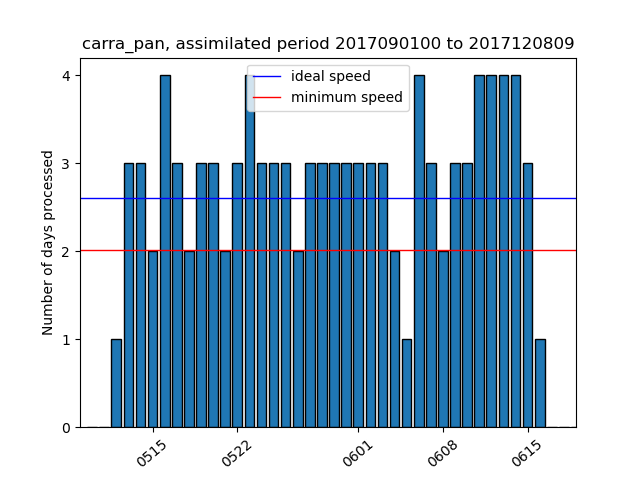 carra_pan, assimilated period 2017090100 to 2017120809
ideal speed
minimum speed
Number of days processed
4
3
2
1
0
0515
0522
0601
0608
0615